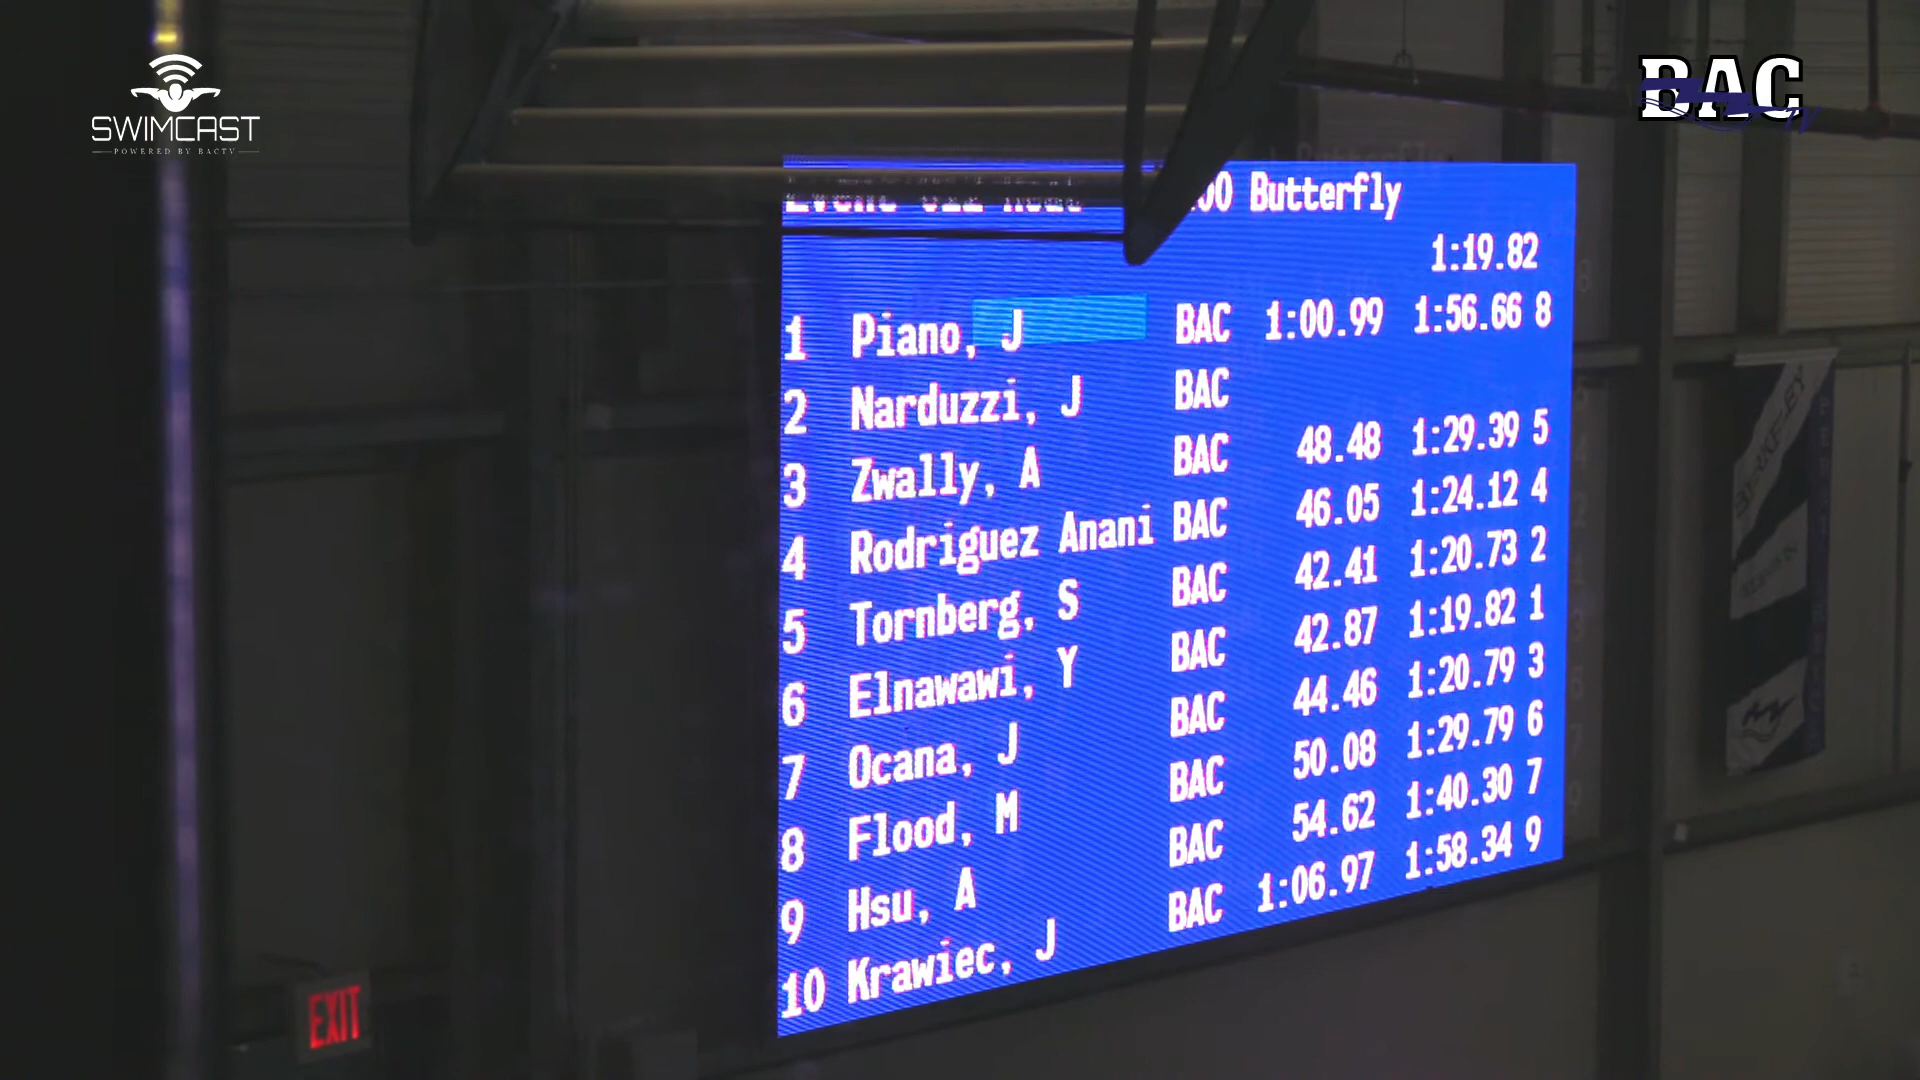 SWIMCAST
POWERED BY BACTV
BAC
TV
Butterfly
1:19.82
1 Piano, J BAC 1:00.99 1:56.66 8
2 Narduzzi, J BAC
3 Zwally, A BAC 48.48 1:29.39 5
4 Rodriguez Anani BAC 46.05 1:24.12 4
5 Tornberg, S BAC 42.41 1:20.73 2
6 Elnawawi, Y BAC 42.87 1:19.82 1
7 Ocana, J BAC 44.46 1:20.79 3
8 Flood, M BAC 50.08 1:29.79 6
9 Hsu, A BAC 54.62 1:40.30 7
10 Krawiec, J BAC 1:06.97 1:58.34 9
EXIT